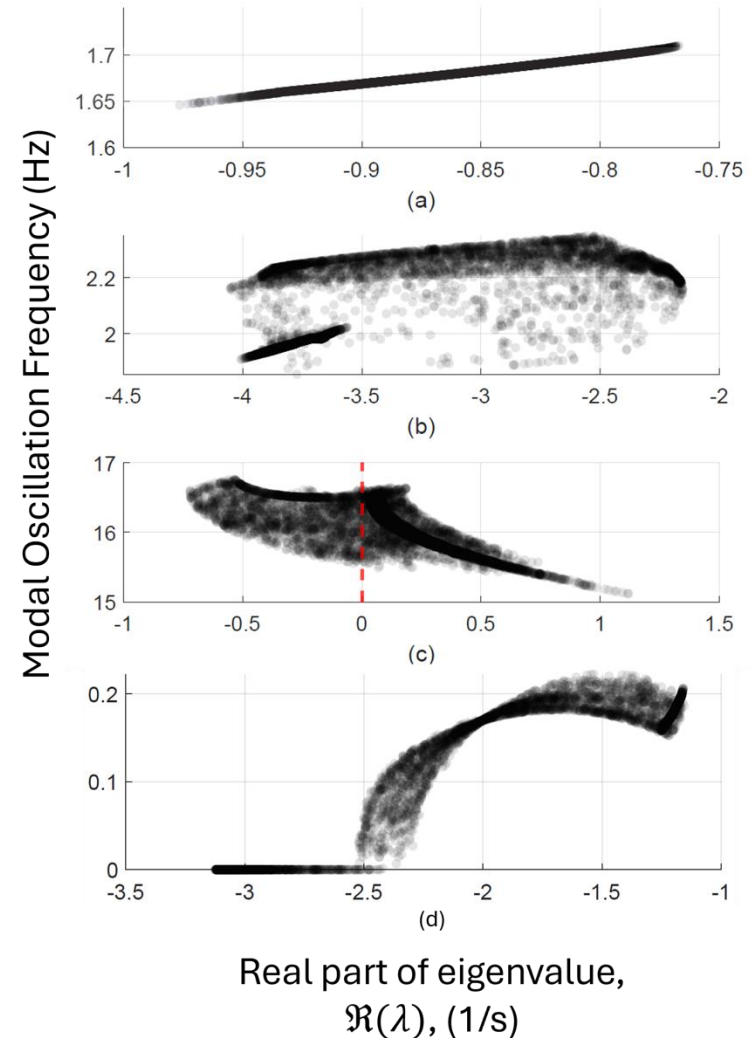 Modal Oscillation Frequency (Hz)
1.7
1.65
1.6
-1 -0.95 -0.9 -0.85 -0.8 -0.75
(a)
2.2
2
-4.5 -4 -3.5 -3 -2.5 -2
(b)
17
16
15
-1 -0.5 0 0.5 1 1.5
(c)
0.2
0.1
0
-3.5 -3 -2.5 -2 -1.5 -1
(d)
Real part of eigenvalue,
ℜ(λ), (1/s)